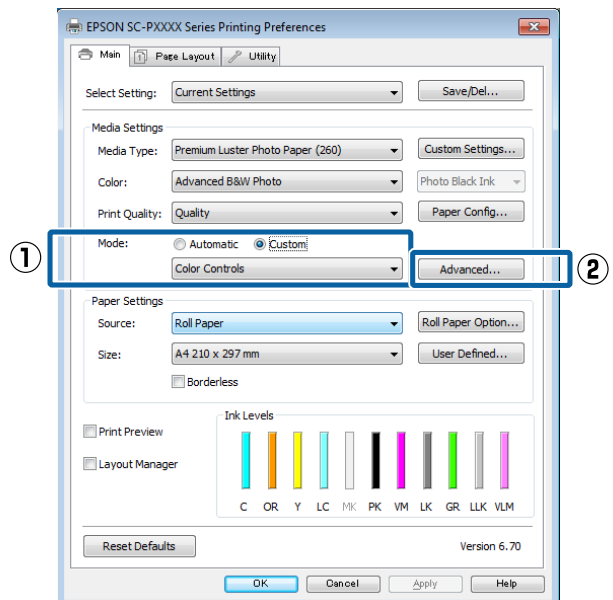 EPSON SC-PXXXX Series Printing Preferences
Main Page Layout Utility
Select Setting: Current Settings Save/Del...
Media Settings
Media Type: Premium Luster Photo Paper (260) Custom Settings...
Color: Advanced B&W Photo Photo Black Ink
Print Quality: Quality Paper Config...
Mode: Automatic Custom
① Color Controls Advanced... ②
Paper Settings
Source: Roll Paper Roll Paper Option...
Size: A4 210 x 297 mm User Defined...
Borderless
Ink Levels
Print Preview
Layout Manager
C OR Y LC MK PK VM LK GR LLK VLM
Reset Defaults Version 6.70
OK Cancel Apply Help